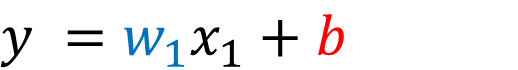 y = w₁x₁ + b